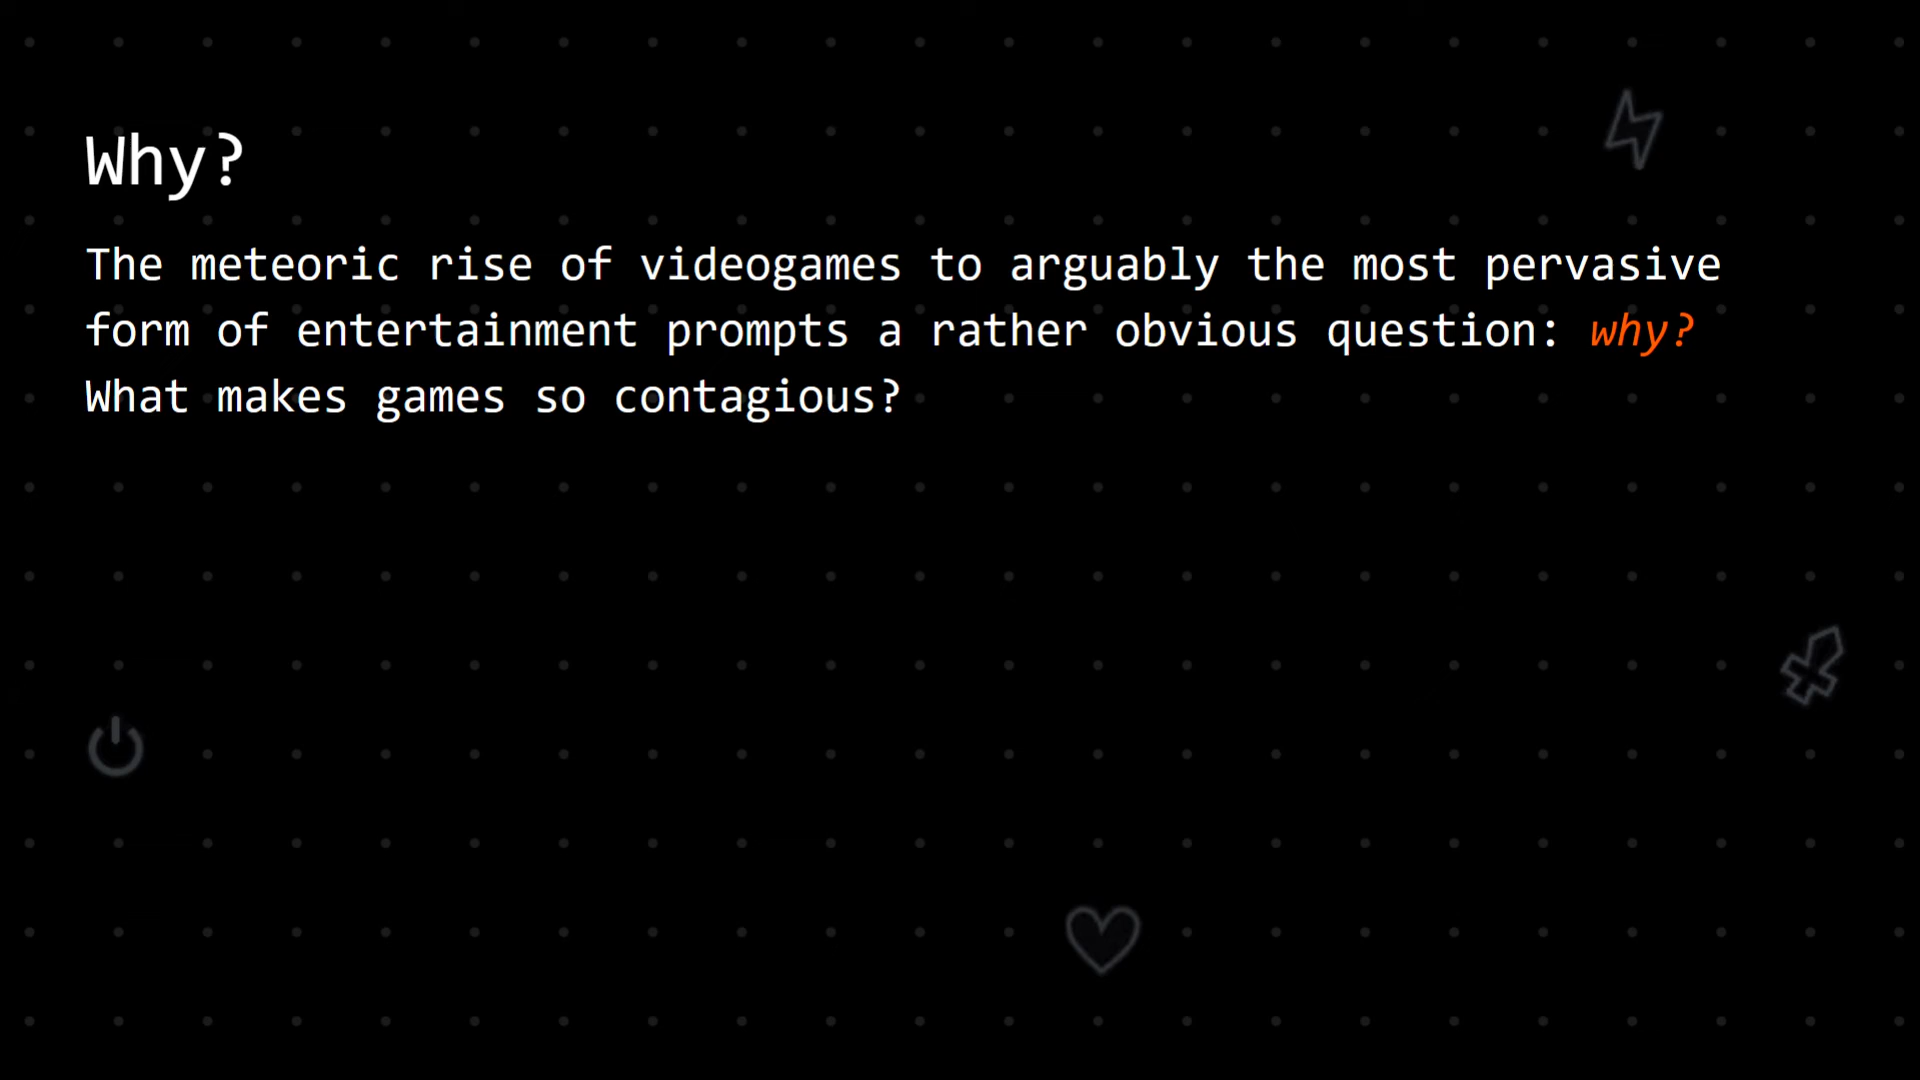 Why?
The meteoric rise of videogames to arguably the most pervasive
form of entertainment prompts a rather obvious question: why?
What makes games so contagious?